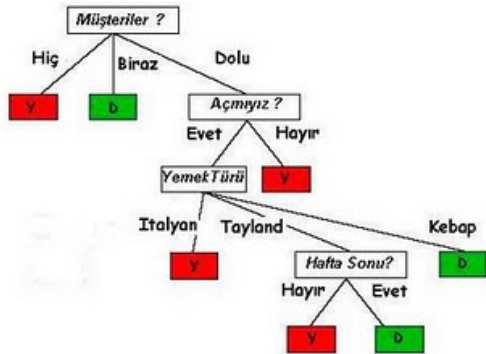 Müşteriler ?
Hiç
Biraz
Dolu
Y
D
Açmıyız ?
Evet
Hayır
YemekTürü
Y
Italyan
Tayland
Kebap
Y
Hafta Sonu?
D
Hayır
Evet
Y
D